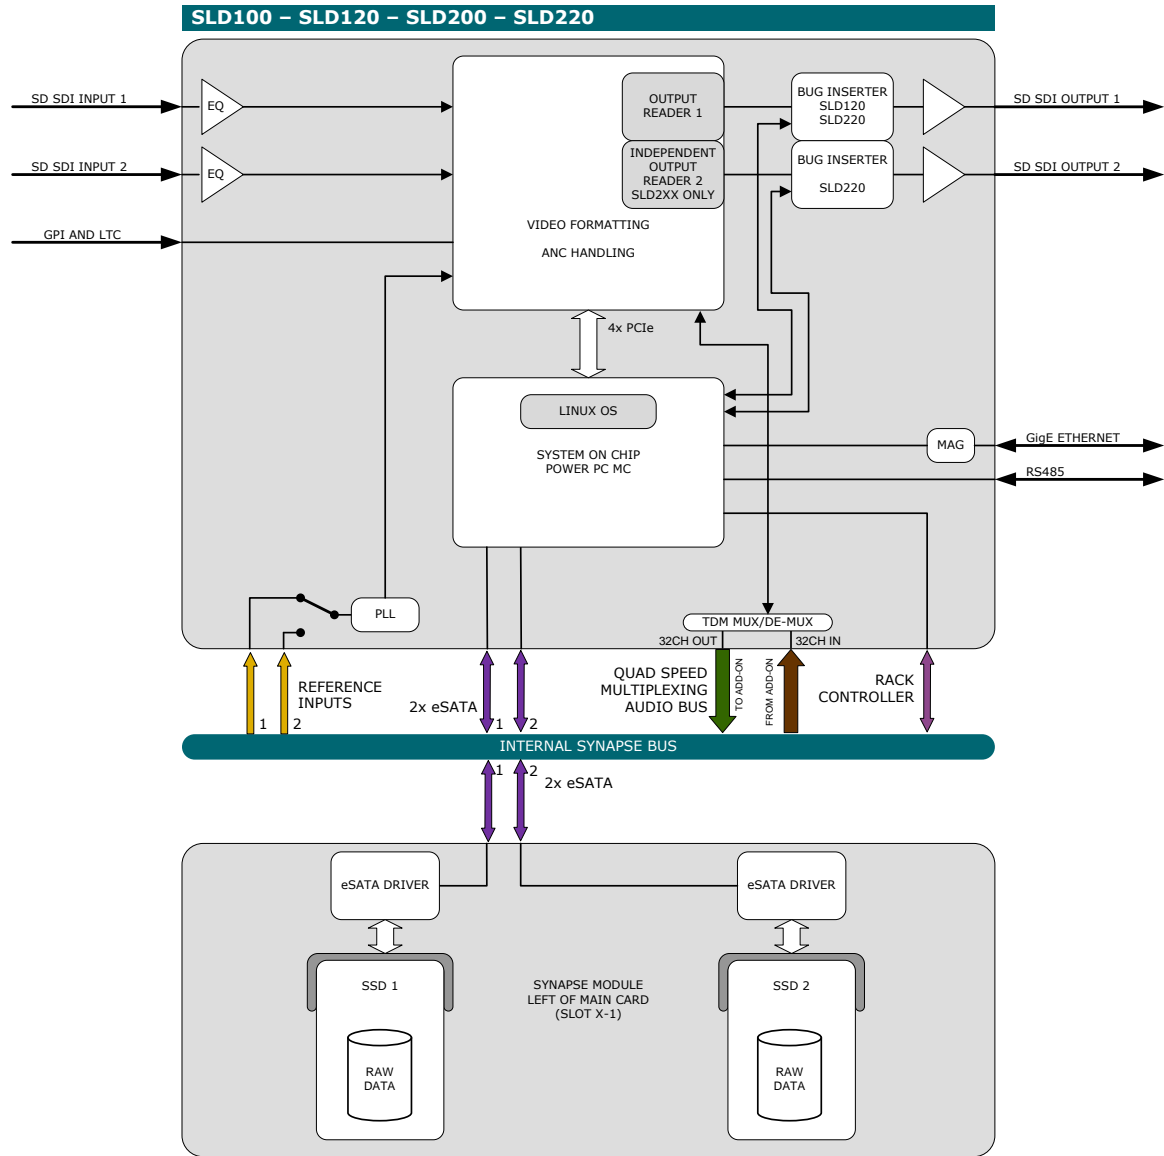 SLD100 – SLD120 – SLD200 – SLD220
SD SDI INPUT 1
EQ
OUTPUT
READER 1
BUG INSERTER
SLD120
SLD220
SD SDI OUTPUT 1
SD SDI INPUT 2
EQ
INDEPENDENT
OUTPUT
READER 2
SLD2XX ONLY
BUG INSERTER
SLD220
SD SDI OUTPUT 2
GPI AND LTC
VIDEO FORMATTING
ANC HANDLING
4x PCIe
LINUX OS
SYSTEM ON CHIP
POWER PC MC
MAG
GigE ETHERNET
RS485
PLL
TDM MUX/DE-MUX
32CH OUT
32CH IN
REFERENCE
INPUTS
1
2
2x eSATA
1
2
QUAD SPEED
MULTIPLEXING
AUDIO BUS
TO ADD-ON
FROM ADD-ON
RACK
CONTROLLER
INTERNAL SYNAPSE BUS
1
2
2x eSATA
eSATA DRIVER
eSATA DRIVER
SSD 1
SYNAPSE MODULE
LEFT OF MAIN CARD
(SLOT X-1)
SSD 2
RAW
DATA
RAW
DATA